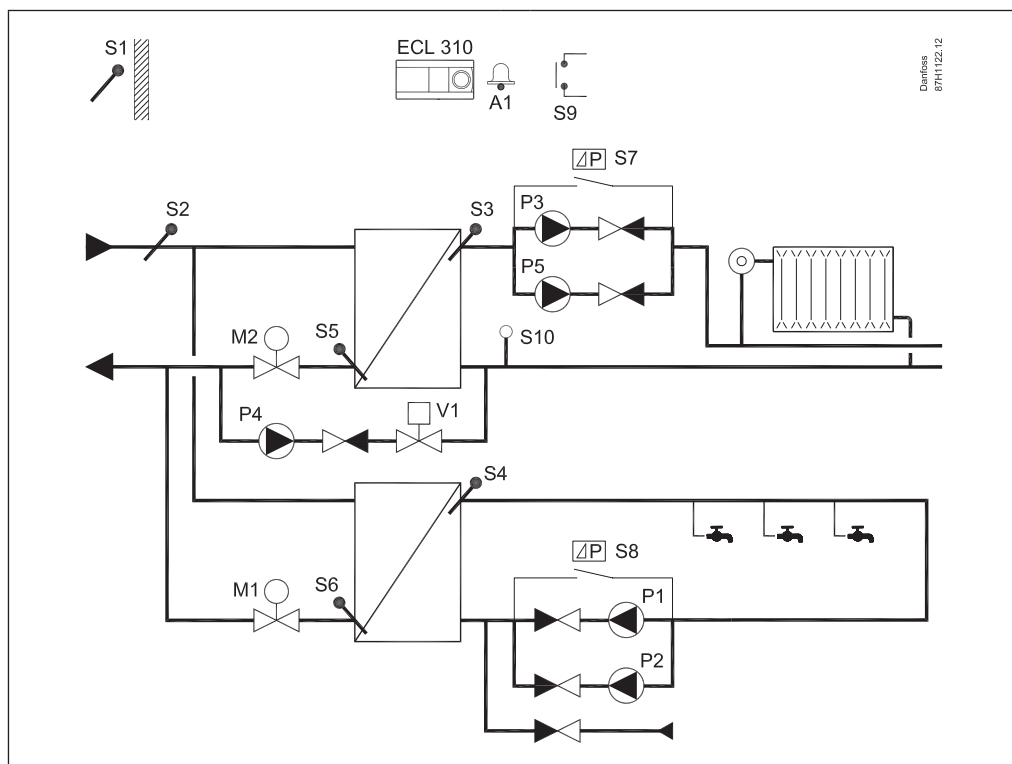 S1
ECL 310
A1
S9
Danfoss
87H1122.12
⊿P S7
S2
S3
P3
P5
M2
S5
S10
P4
V1
S4
⊿P S8
M1
S6
P1
P2